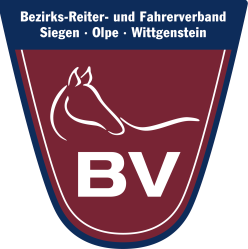 Bezirks-Reiter- und Fahrerverband
Siegen · Olpe · Wittgenstein
BV